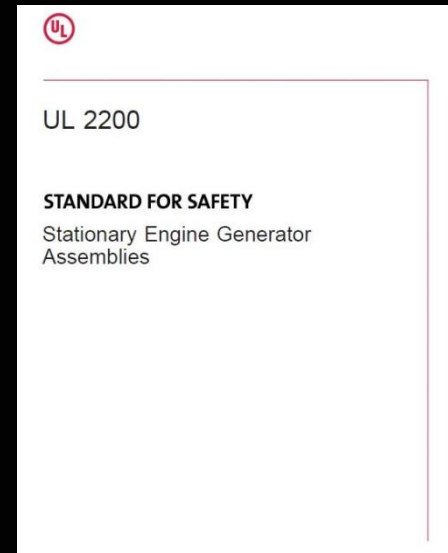 UL
UL 2200
STANDARD FOR SAFETY
Stationary Engine Generator
Assemblies